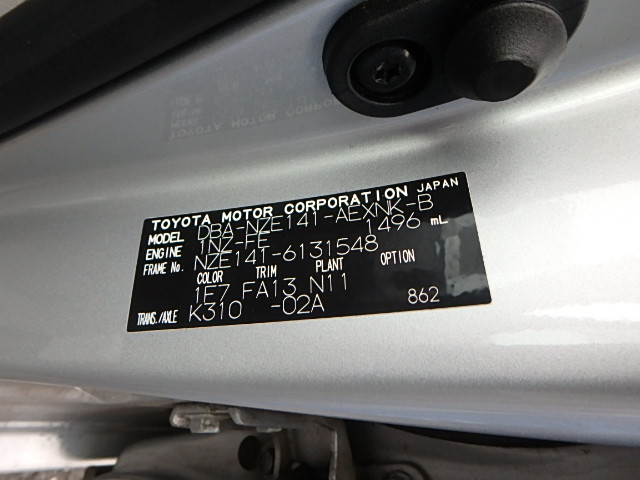 TOYOTA MOTOR CORPORATION JAPAN
MODEL DBA-NZE141-AEXNK-B
ENGINE 1NZ-FE 1496 mL
FRAME No. NZE141-6131548
COLOR TRIM PLANT OPTION
1E7 FA13 N11
TRANS./AXLE K310 -02A 862